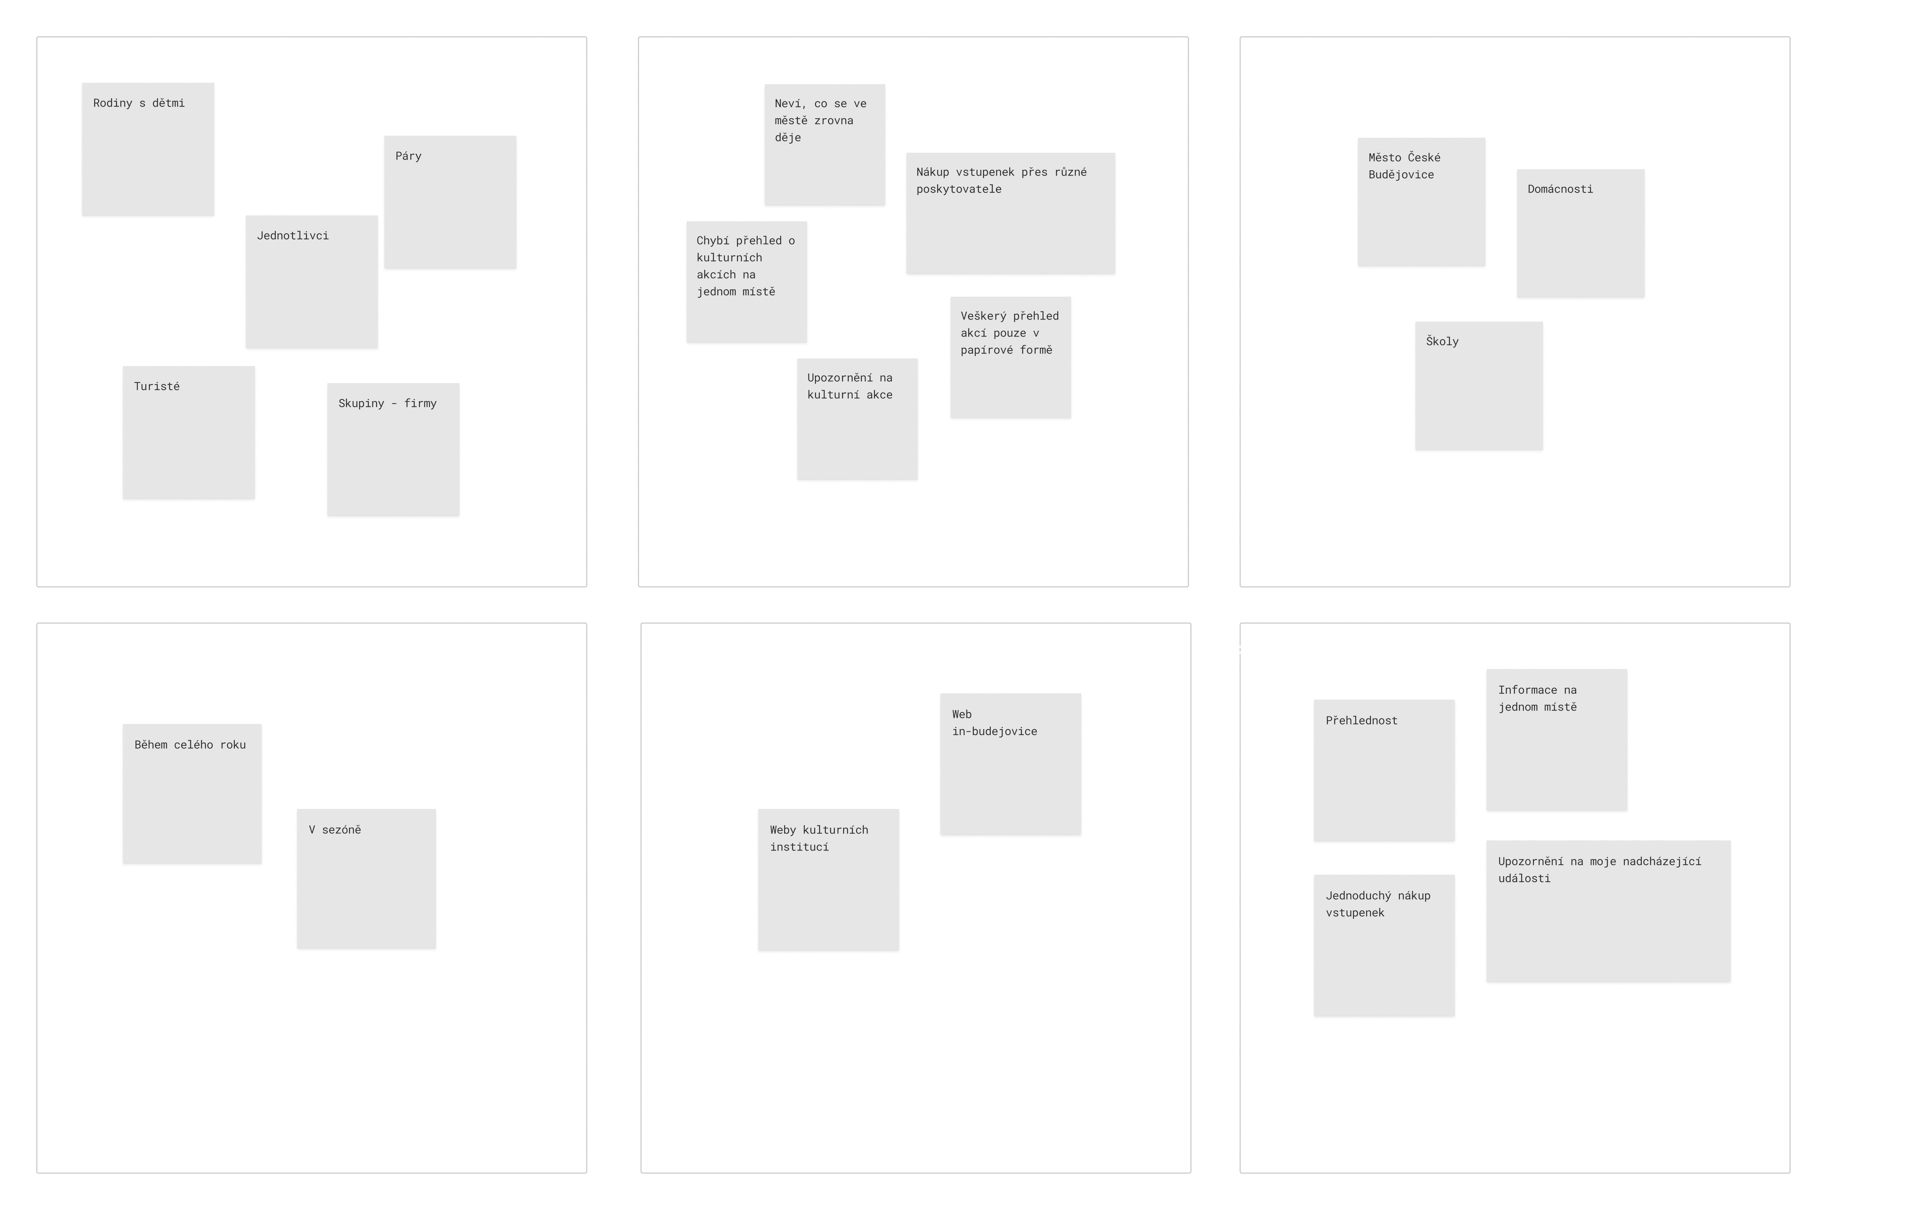 Rodiny s dětmi
Páry
Jednotlivci
Turisté
Skupiny - firmy
Neví, co se ve
městě zrovna
děje
Nákup vstupenek přes různé
poskytovatele
Chybí přehled o
kulturních
akcích na
jednom místě
Veškerý přehled
akcí pouze v
papírové formě
Upozornění na
kulturní akce
Město České
Budějovice
Domácnosti
Školy
Během celého roku
V sezóně
Web
in-budejovice
Weby kulturních
institucí
Informace na
jednom místě
Přehlednost
Upozornění na moje nadcházející
události
Jednoduchý nákup
vstupenek